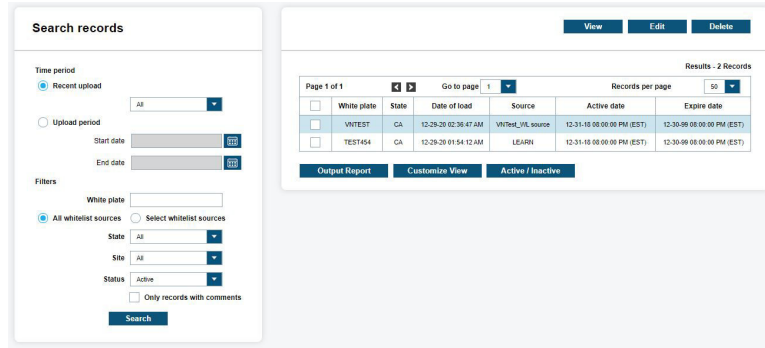 Search records
Time period
Recent upload
All
Upload period
Start date
End date
Filters
White plate
All whitelist sources Select whitelist sources
State All
Site All
Status Active
Only records with comments
Search
View Edit Delete
Results - 2 Records
Page 1 of 1 Go to page 1 Records per page 50
White plate State Date of load Source Active date Expire date
VNTEST CA 12-29-20 02:36:47 AM VNTest_WL source 12-31-18 08:00:00 PM (EST) 12-30-99 08:00:00 PM (EST)
TEST454 CA 12-29-20 01:54:12 AM LEARN 12-31-18 08:00:00 PM (EST) 12-30-99 08:00:00 PM (EST)
Output Report Customize View Active / Inactive